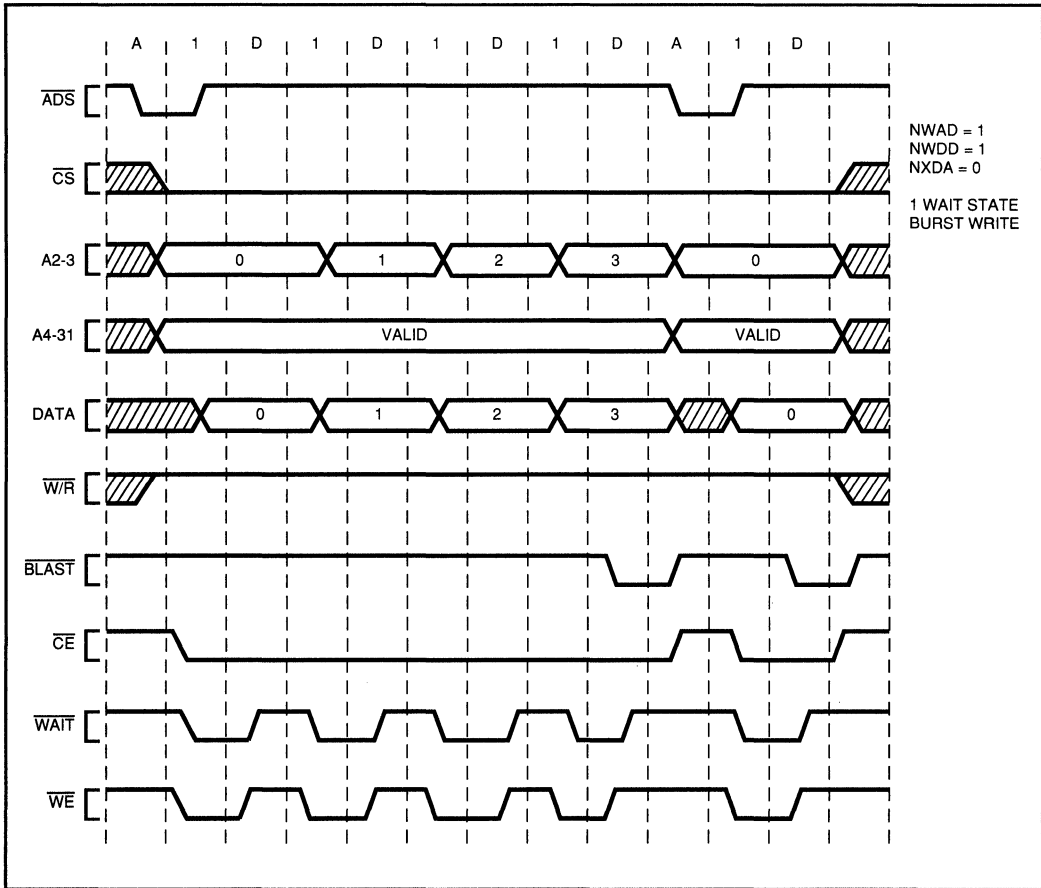 A 1 D 1 D 1 D 1 D A 1 D
ADS
NWAD = 1
NWDD = 1
NXDA = 0
CS
1 WAIT STATE
BURST WRITE
A2-3 0 1 2 3 0
A4-31 VALID VALID
DATA 0 1 2 3 0
W/R
BLAST
CE
WAIT
WE